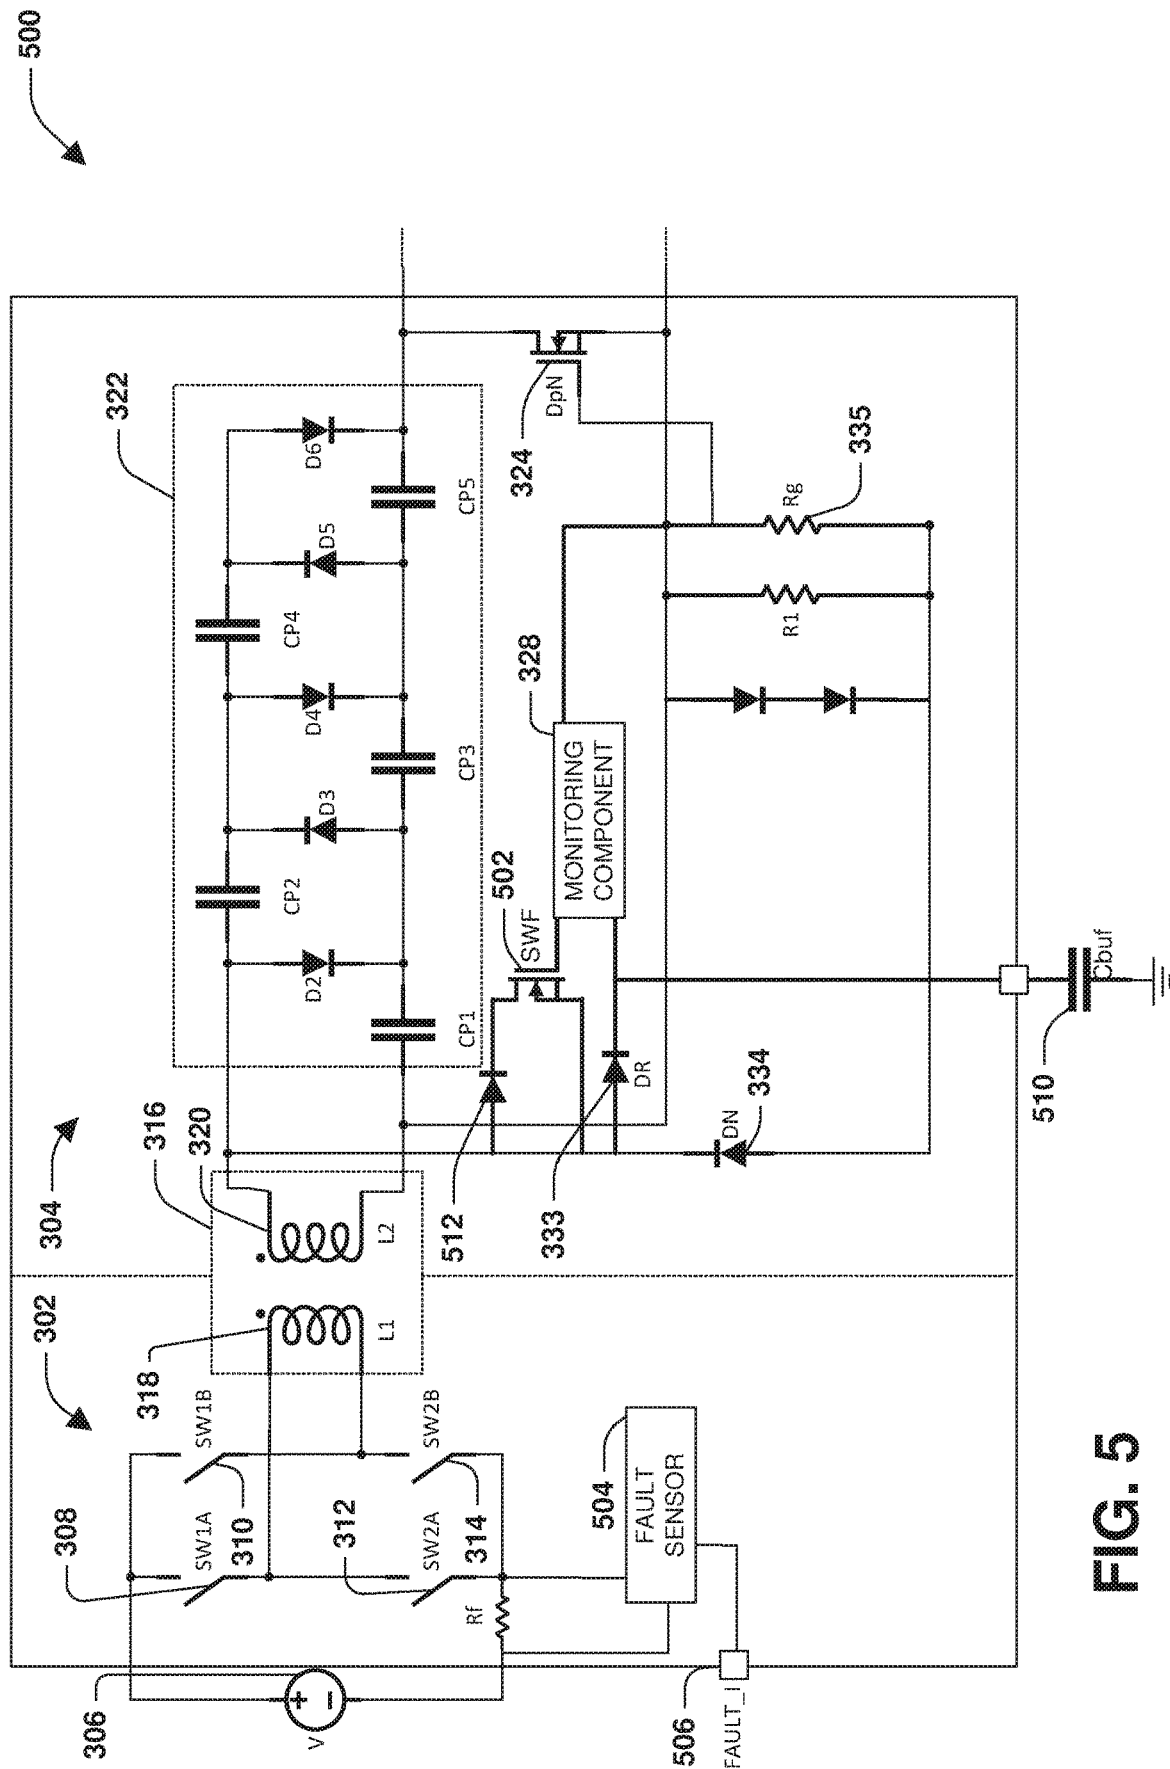 500
304
316
320
322
D2
D3
D4
D5
D6
CP1
CP2
CP3
CP4
CP5
L2
302
318
L1
308
SW1A
310
SW1B
312
SW2A
314
SW2B
Rf
306
V
+
−
504
FAULT
SENSOR
506
FAULT_I
512
333
DR
334
DN
502
SWF
328
MONITORING
COMPONENT
324
DpN
R1
Rg
335
510
Cbuf
FIG. 5